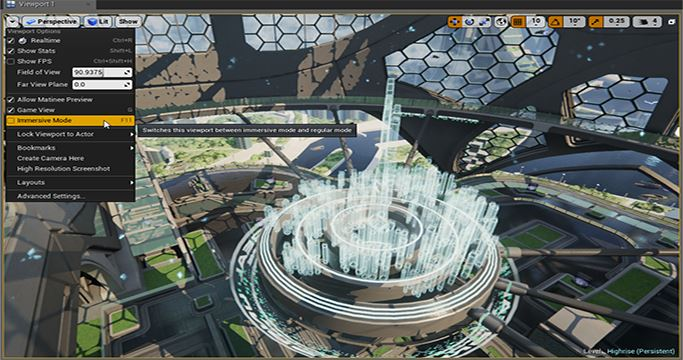 Viewport 1
Perspective
Lit
Show
10
10°
0.25
4
Viewport Options
Realtime Ctrl+R
Show Stats Shift+L
Show FPS Ctrl+Shift+H
Field of View 90.9375
Far View Plane 0.0
Allow Matinee Preview
Game View G
Immersive Mode F11
Switches this viewport between immersive mode and regular mode
Lock Viewport to Actor
Bookmarks
Create Camera Here
High Resolution Screenshot
Layouts
Advanced Settings...
Level: Highrise (Persistent)